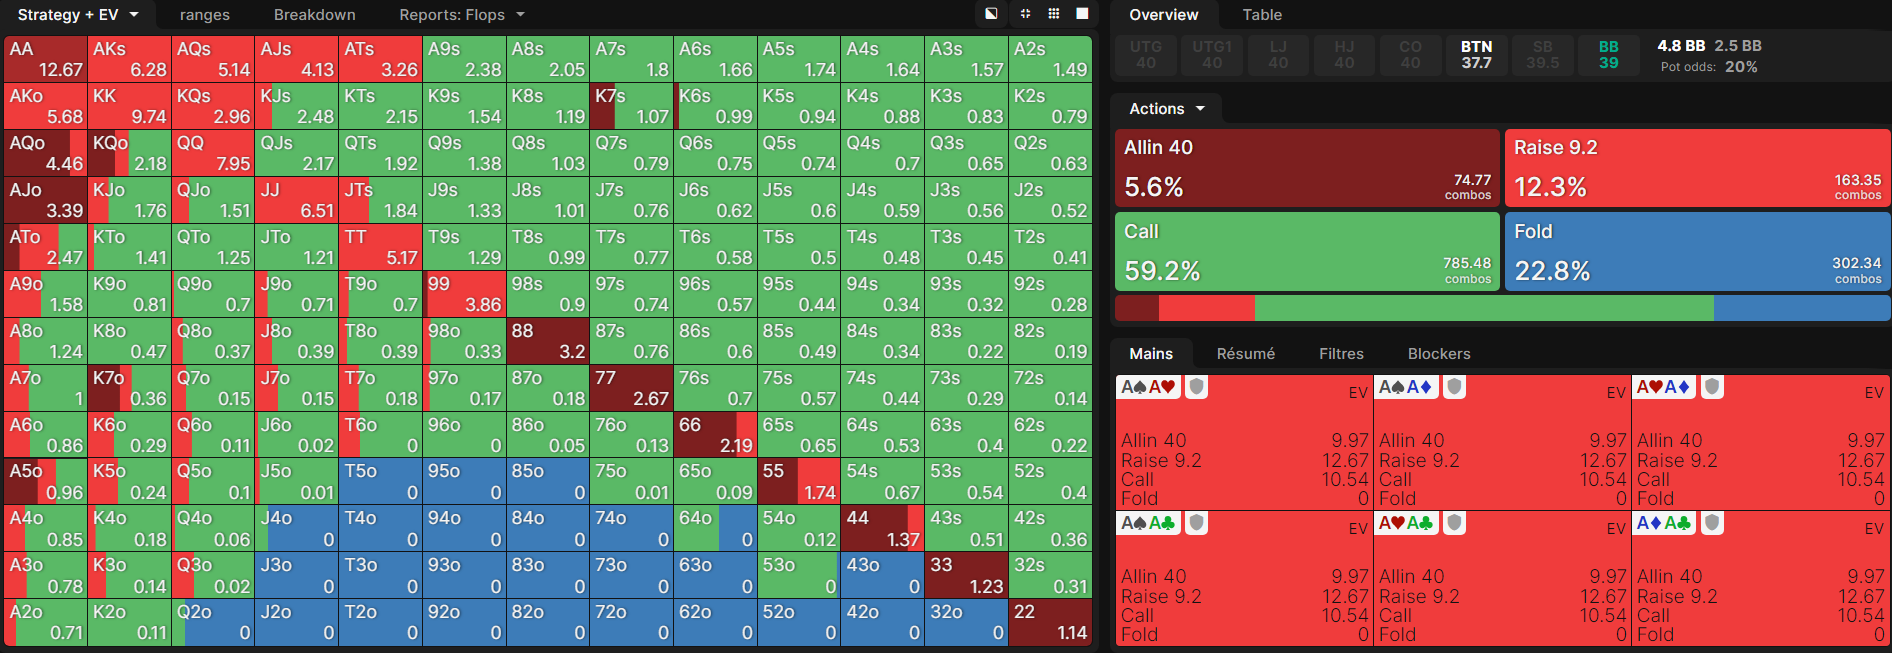 Strategy + EV ranges Breakdown Reports: Flops
AA AKs AQs AJs ATs A9s A8s A7s A6s A5s A4s A3s A2s
12.67 6.28 5.14 4.13 3.26 2.38 2.05 1.8 1.66 1.74 1.64 1.57 1.49
AKo KK KQs KJs KTs K9s K8s K7s K6s K5s K4s K3s K2s
5.68 9.74 2.96 2.48 2.15 1.54 1.19 1.07 0.99 0.94 0.88 0.83 0.79
AQo KQo QQ QJs QTs Q9s Q8s Q7s Q6s Q5s Q4s Q3s Q2s
4.46 2.18 7.95 2.17 1.92 1.38 1.03 0.79 0.75 0.74 0.7 0.65 0.63
AJo KJo QJo JJ JTs J9s J8s J7s J6s J5s J4s J3s J2s
3.39 1.76 1.51 6.51 1.84 1.33 1.01 0.76 0.62 0.6 0.59 0.56 0.52
ATo KTo QTo JTo TT T9s T8s T7s T6s T5s T4s T3s T2s
2.47 1.41 1.25 1.21 5.17 1.29 0.99 0.77 0.58 0.5 0.48 0.45 0.41
A9o K9o Q9o J9o T9o 99 98s 97s 96s 95s 94s 93s 92s
1.58 0.81 0.7 0.71 0.7 3.86 0.9 0.74 0.57 0.44 0.34 0.32 0.28
A8o K8o Q8o J8o T8o 98o 88 87s 86s 85s 84s 83s 82s
1.24 0.47 0.37 0.39 0.39 0.33 3.2 0.76 0.6 0.49 0.34 0.22 0.19
A7o K7o Q7o J7o T7o 97o 87o 77 76s 75s 74s 73s 72s
1 0.36 0.15 0.15 0.18 0.17 0.18 2.67 0.7 0.57 0.44 0.29 0.14
A6o K6o Q6o J6o T6o 96o 86o 76o 66 65s 64s 63s 62s
0.86 0.29 0.11 0.02 0 0 0.05 0.13 2.19 0.65 0.53 0.4 0.22
A5o K5o Q5o J5o T5o 95o 85o 75o 65o 55 54s 53s 52s
0.96 0.24 0.1 0.01 0 0 0 0.01 0.09 1.74 0.67 0.54 0.4
A4o K4o Q4o J4o T4o 94o 84o 74o 64o 54o 44 43s 42s
0.85 0.18 0.06 0 0 0 0 0 0 0.12 1.37 0.51 0.36
A3o K3o Q3o J3o T3o 93o 83o 73o 63o 53o 43o 33 32s
0.78 0.14 0.02 0 0 0 0 0 0 0 0 1.23 0.31
A2o K2o Q2o J2o T2o 92o 82o 72o 62o 52o 42o 32o 22
0.71 0.11 0 0 0 0 0 0 0 0 0 0 1.14
Overview Table
UTG UTG1 LJ HJ CO BTN SB BB 4.8 BB 2.5 BB
40 40 40 40 40 37.7 39.5 39 Pot odds: 20%
Actions
Allin 40 Raise 9.2
5.6% 74.77 combos 12.3% 163.35 combos
Call Fold
59.2% 785.48 combos 22.8% 302.34 combos
Mains Résumé Filtres Blockers
A♠A♥ EV A♠A♦ EV A♥A♦ EV
Allin 40 9.97 Allin 40 9.97 Allin 40 9.97
Raise 9.2 12.67 Raise 9.2 12.67 Raise 9.2 12.67
Call 10.54 Call 10.54 Call 10.54
Fold 0 Fold 0 Fold 0
A♠A♣ EV A♥A♣ EV A♦A♣ EV
Allin 40 9.97 Allin 40 9.97 Allin 40 9.97
Raise 9.2 12.67 Raise 9.2 12.67 Raise 9.2 12.67
Call 10.54 Call 10.54 Call 10.54
Fold 0 Fold 0 Fold 0